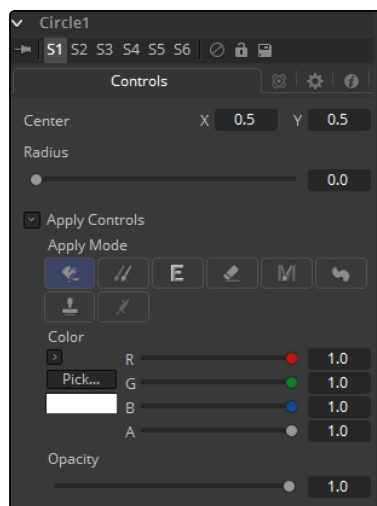 Circle1
S1 S2 S3 S4 S5 S6
Controls
Center X 0.5 Y 0.5
Radius
0.0
Apply Controls
Apply Mode
E M
Color
R 1.0
Pick... G 1.0
B 1.0
A 1.0
Opacity
1.0